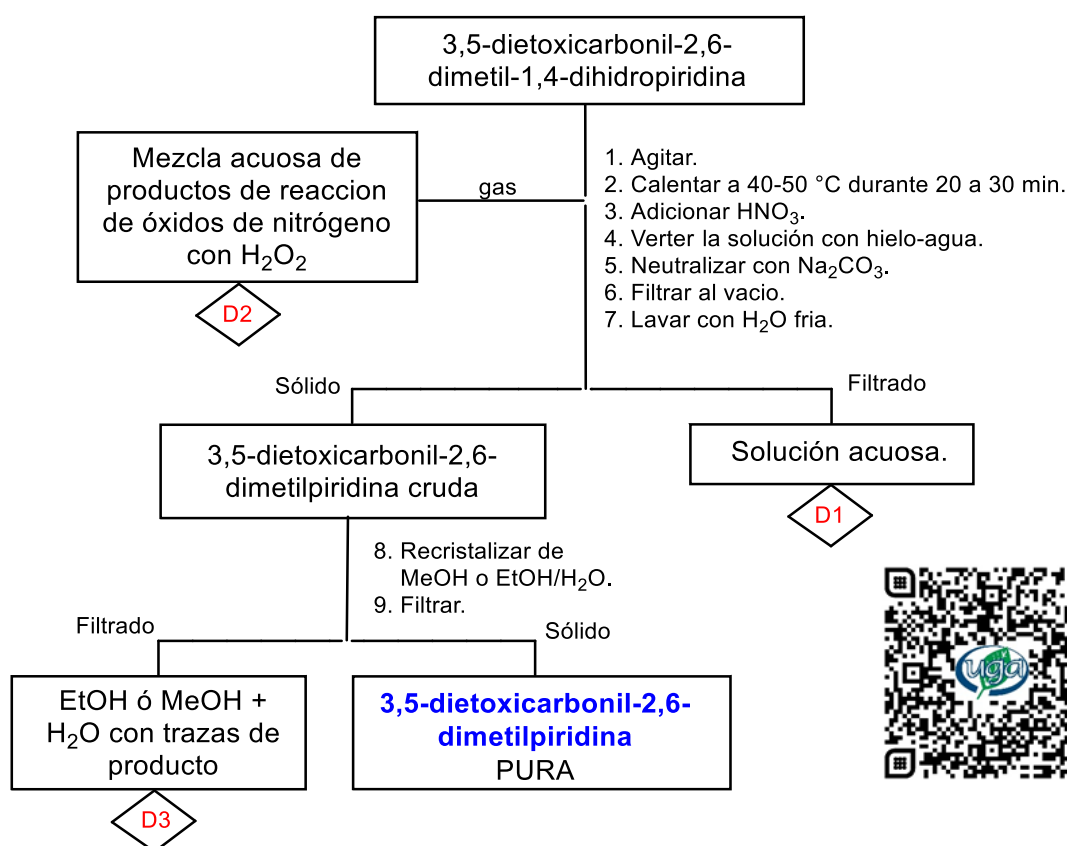 3,5-dietoxicarbonil-2,6-
dimetil-1,4-dihidropiridina
Mezcla acuosa de
productos de reaccion
de óxidos de nitrógeno
con H₂O₂
gas
D2
1. Agitar.
2. Calentar a 40-50 °C durante 20 a 30 min.
3. Adicionar HNO₃.
4. Verter la solución con hielo-agua.
5. Neutralizar con Na₂CO₃.
6. Filtrar al vacio.
7. Lavar con H₂O fria.
Sólido
Filtrado
3,5-dietoxicarbonil-2,6-
dimetilpiridina cruda
Solución acuosa.
D1
8. Recristalizar de
MeOH o EtOH/H₂O.
9. Filtrar.
Filtrado
Sólido
EtOH ó MeOH +
H₂O con trazas de
producto
D3
3,5-dietoxicarbonil-2,6-
dimetilpiridina
PURA
uga